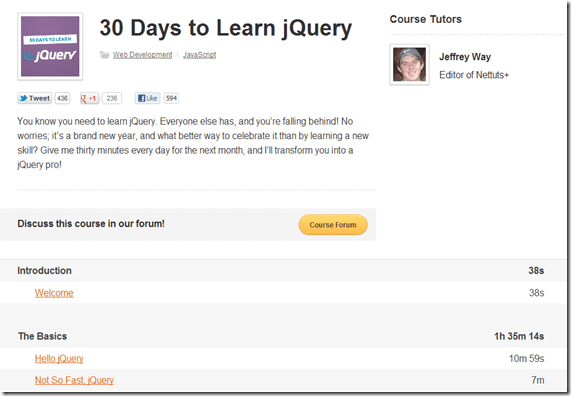 30 DAYS TO LEARN
jQuery
30 Days to Learn jQuery
Web Development \ JavaScript
Tweet 436 +1 236 Like 594
You know you need to learn jQuery. Everyone else has, and you're falling behind! No
worries; it's a brand new year, and what better way to celebrate it than by learning a new
skill? Give me thirty minutes every day for the next month, and I'll transform you into a
jQuery pro!
Course Tutors
Jeffrey Way
Editor of Nettuts+
Discuss this course in our forum! Course Forum
Introduction 38s
Welcome 38s
The Basics 1h 35m 14s
Hello jQuery 10m 59s
Not So Fast, jQuery 7m